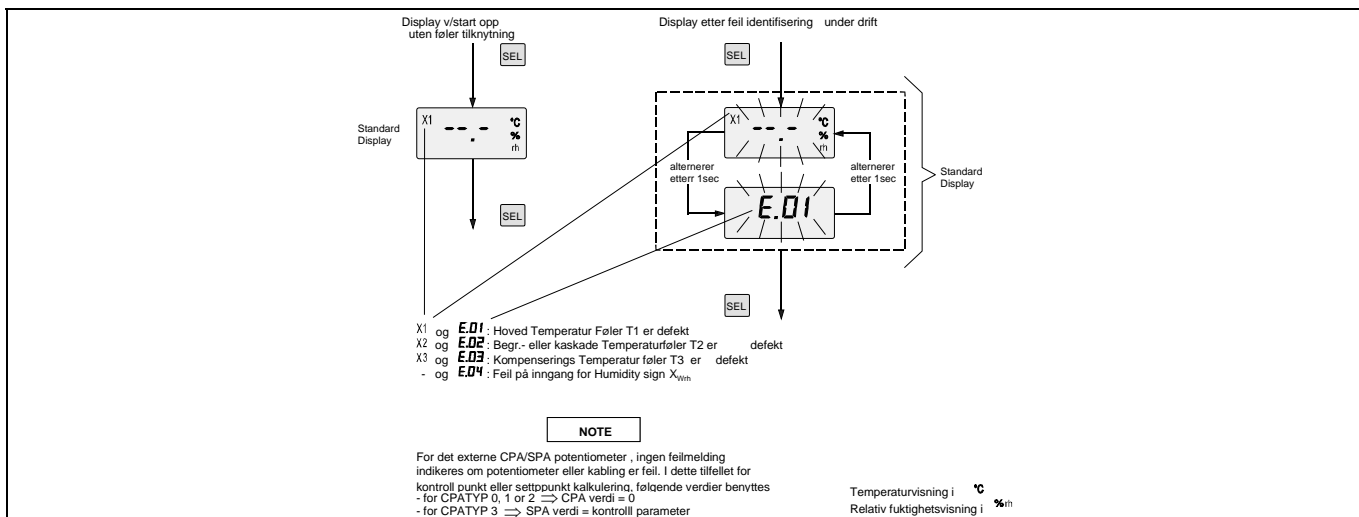 Display v/start opp
uten føler tilknytning
SEL
Standard
Display
X1 --.- °C
%
rh
SEL
Display etter feil identifisering under drift
SEL
X1 --.- °C
%
rh
alternerer
etterr 1sec
alternerer
etter 1sec
E.01
Standard
Display
SEL
X1 og E.01 : Hoved Temperatur Føler T1 er defekt
X2 og E.02 : Begr.- eller kaskade Temperaturføler T2 er defekt
X3 og E.03 : Kompenserings Temperatur føler T3 er defekt
- og E.04 : Feil på inngang for Humidity sign XWrh
NOTE
For det externe CPA/SPA potentiometer , ingen feilmelding
indikeres om potentiometer eller kabling er feil. I dette tilfellet for
kontroll punkt eller settppunkt kalkulering, følgende verdier benyttes
- for CPATYP 0, 1 or 2 ⇒ CPA verdi = 0
- for CPATYP 3 ⇒ SPA verdi = kontrolll parameter
Temperaturvisning i °C
Relativ fuktighetsvisning i %rh